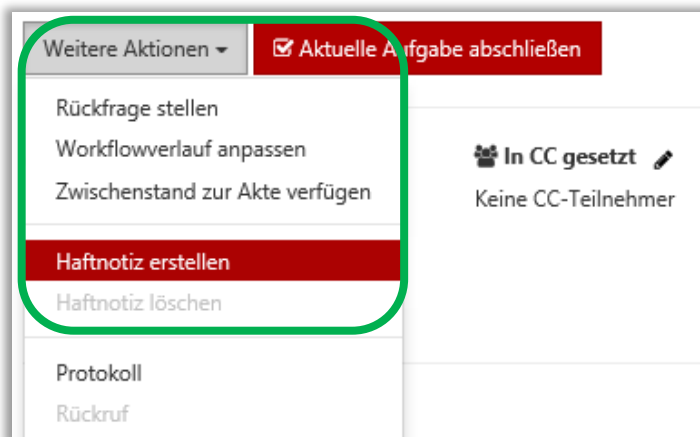 Weitere Aktionen
Aktuelle Aufgabe abschließen
Rückfrage stellen
Workflowverlauf anpassen
Zwischenstand zur Akte verfügen
In CC gesetzt
Keine CC-Teilnehmer
Haftnotiz erstellen
Haftnotiz löschen
Protokoll
Rückruf